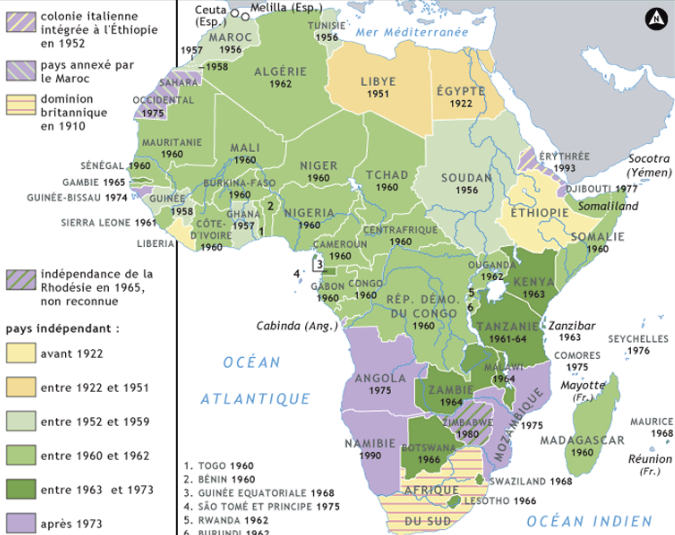 colonie italienne
intégrée à l'Éthiopie
en 1952
pays annexé par
le Maroc
dominion
britannique
en 1910
indépendance de la
Rhodésie en 1965,
non reconnue
pays indépendant :
avant 1922
entre 1922 et 1951
entre 1952 et 1959
entre 1960 et 1962
entre 1963 et 1973
après 1973
Ceuta
(Esp.)
Melilla (Esp.)
Mer Méditerranée
N
1957
MAROC
1956
TUNISIE
1956
1958
ALGÉRIE
1962
LIBYE
1951
ÉGYPTE
1922
SAHARA
OCCIDENTAL
1975
MAURITANIE
1960
MALI
1960
NIGER
1960
TCHAD
1960
SOUDAN
1956
ÉRYTHRÉE
1993
Socotra
(Yémen)
DJIBOUTI 1977
Somaliland
SÉNÉGAL 1960
GAMBIE 1965
GUINÉE-BISSAU 1974
GUINÉE
1958
BURKINA-FASO
1960
SIERRA LEONE 1961
LIBERIA
CÔTE-
D'IVOIRE
1960
GHANA
1957
1
2
NIGERIA
1960
CENTRAFRIQUE
1960
ÉTHIOPIE
SOMALIE
1960
CAMEROUN
1960
3
4
GABON
1960
CONGO
1960
RÉP. DÉMO.
DU CONGO
1960
OUGANDA
1962
5
6
KENYA
1963
TANZANIE
1961-64
Zanzibar
1963
SEYCHELLES
1976
Cabinda (Ang.)
COMORES
1975
Mayotte
(Fr.)
OCÉAN
ATLANTIQUE
ANGOLA
1975
ZAMBIE
1964
MALAWI
1964
MOZAMBIQUE
1975
ZIMBABWE
1980
MADAGASCAR
1960
MAURICE
1968
Réunion
(Fr.)
NAMIBIE
1990
BOTSWANA
1966
SWAZILAND 1968
LESOTHO 1966
AFRIQUE
DU SUD
OCÉAN INDIEN
1. TOGO 1960
2. BÉNIN 1960
3. GUINÉE EQUATORIALE 1968
4. SÃO TOMÉ ET PRINCIPE 1975
5. RWANDA 1962
6. BURUNDI 1962